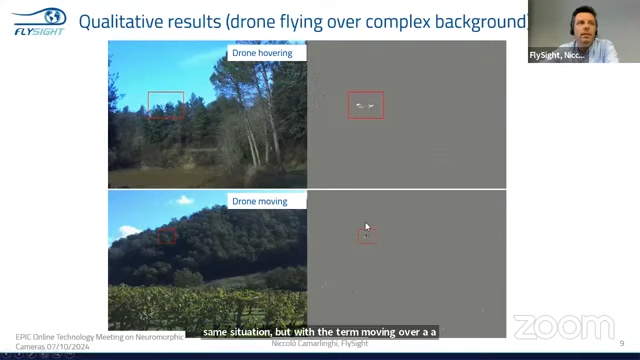 FLYSIGHT
Qualitative results (drone flying over complex background)
Drone hovering
FlySight, Nicc...
Drone moving
same situation, but with the term moving over a a
EPIC Online Technology Meeting on Neuromorphic
Cameras 07/10/2024
Niccolò Camarlinghi, FlySight
zoom
9